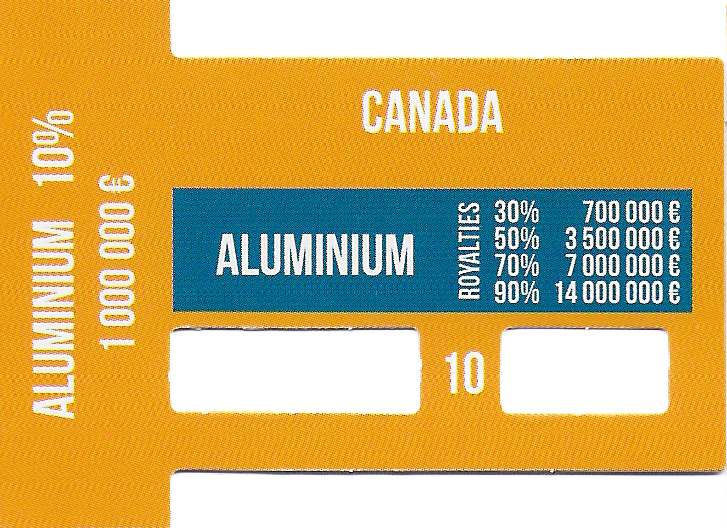 ALUMINIUM 10%
1 000 000 €
CANADA
ALUMINIUM
ROYALTIES
30% 700 000 €
50% 3 500 000 €
70% 7 000 000 €
90% 14 000 000 €
10